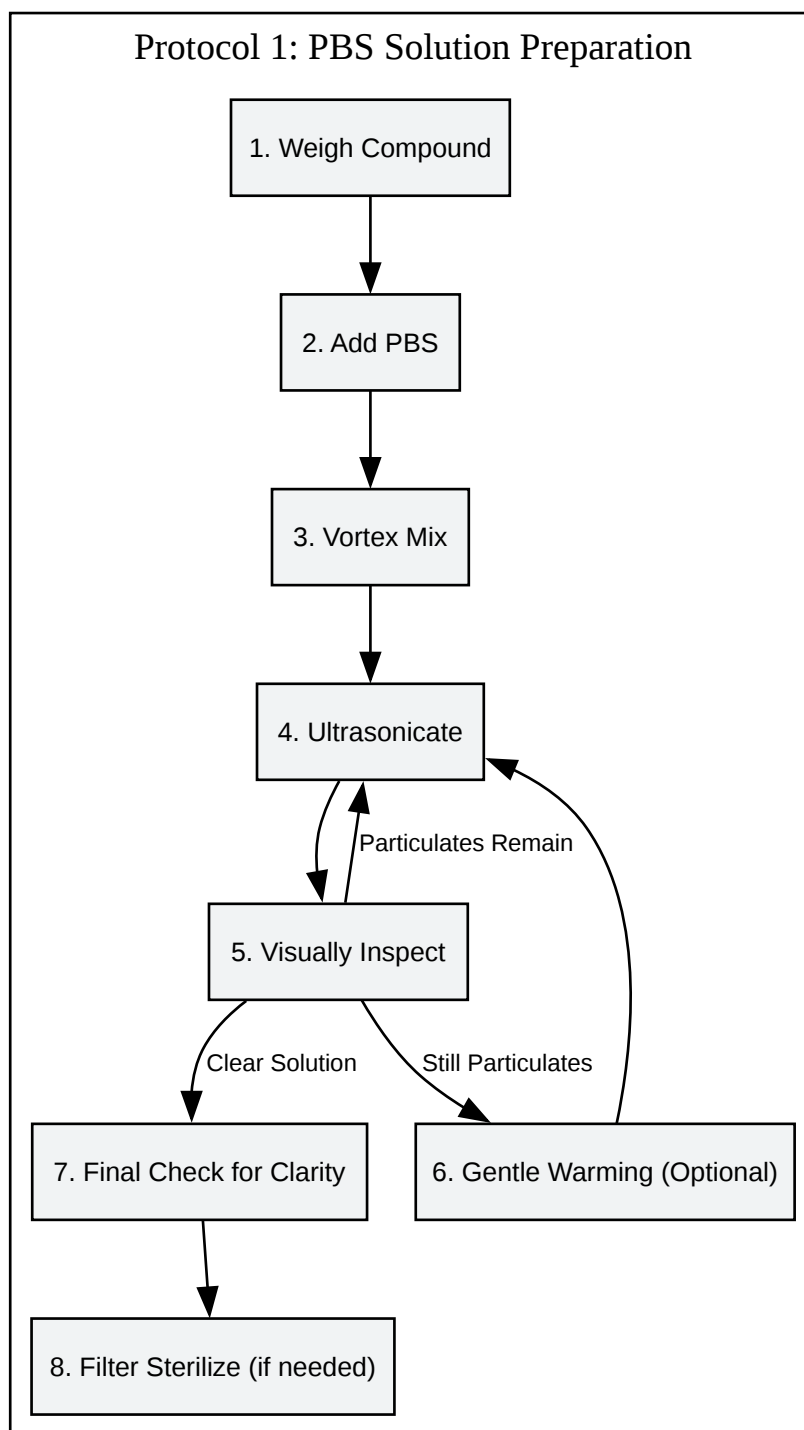 Protocol 1: PBS Solution Preparation
1. Weigh Compound
2. Add PBS
3. Vortex Mix
4. Ultrasonicate
Particulates Remain
5. Visually Inspect
Clear Solution
Still Particulates
7. Final Check for Clarity
6. Gentle Warming (Optional)
8. Filter Sterilize (if needed)